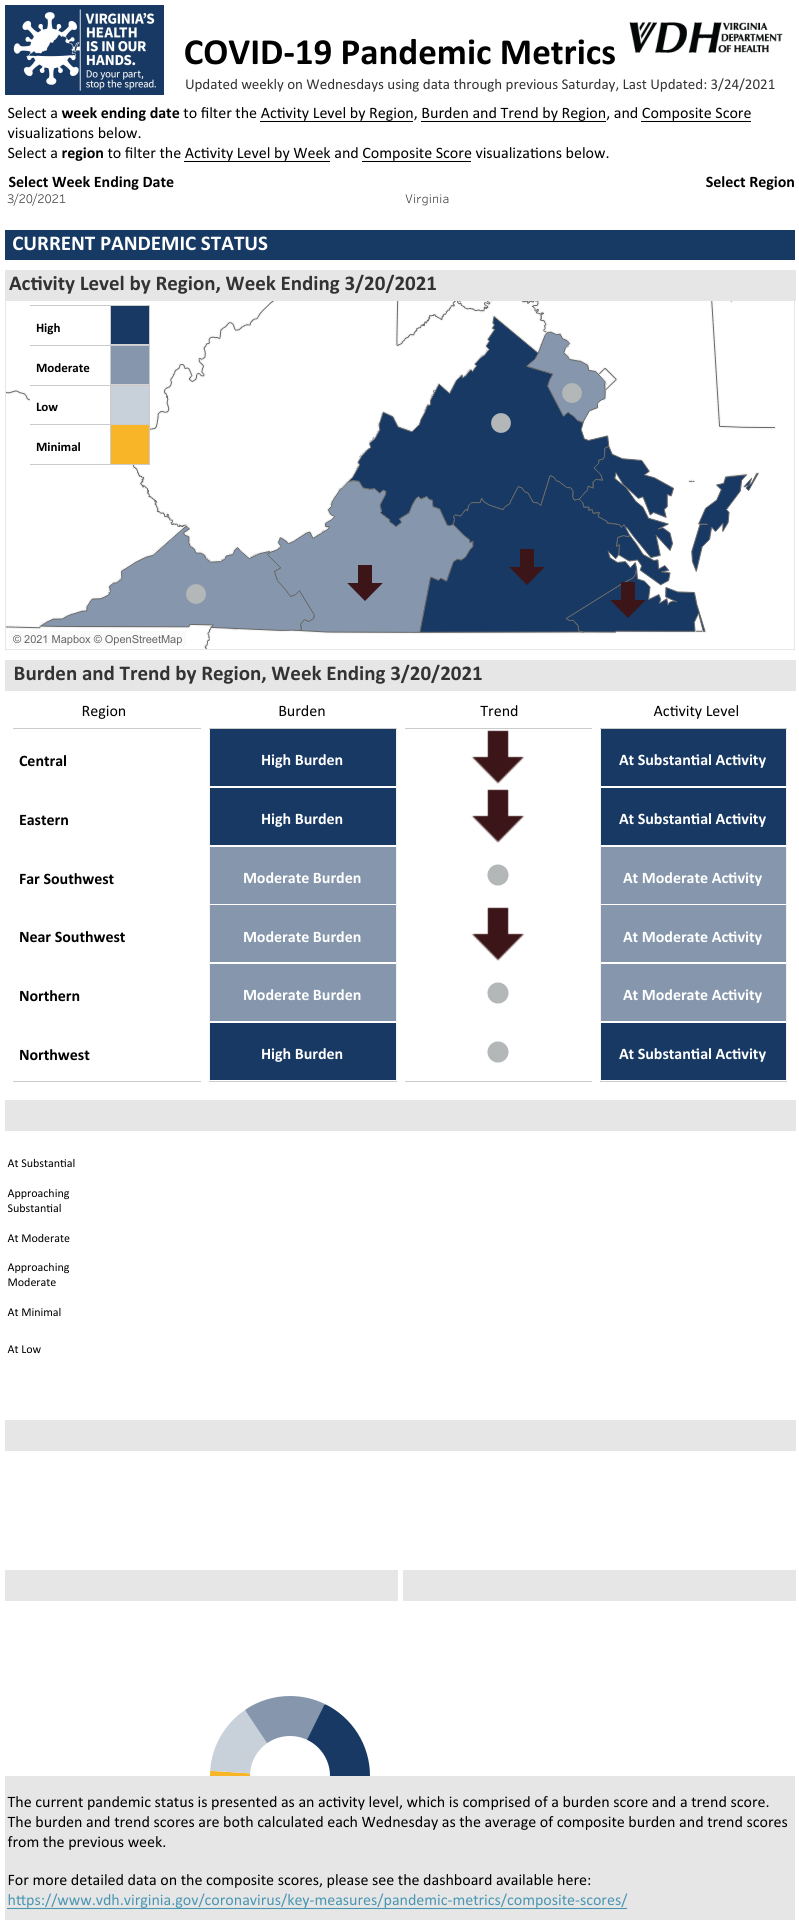 VIRGINIA'S
HEALTH
IS IN OUR
HANDS.
Do your part,
stop the spread.
COVID-19 Pandemic Metrics
VDH VIRGINIA
DEPARTMENT
OF HEALTH
Updated weekly on Wednesdays using data through previous Saturday, Last Updated: 3/24/2021
Select a week ending date to filter the Activity Level by Region, Burden and Trend by Region, and Composite Score
visualizations below.
Select a region to filter the Activity Level by Week and Composite Score visualizations below.
Select Week Ending Date
Select Region
3/20/2021
Virginia
CURRENT PANDEMIC STATUS
Activity Level by Region, Week Ending 3/20/2021
High
Moderate
Low
Minimal
© 2021 Mapbox © OpenStreetMap
Burden and Trend by Region, Week Ending 3/20/2021
Region Burden Trend Activity Level
Central High Burden At Substantial Activity
Eastern High Burden At Substantial Activity
Far Southwest Moderate Burden At Moderate Activity
Near Southwest Moderate Burden At Moderate Activity
Northern Moderate Burden At Moderate Activity
Northwest High Burden At Substantial Activity
At Substantial
Approaching
Substantial
At Moderate
Approaching
Moderate
At Minimal
At Low
The current pandemic status is presented as an activity level, which is comprised of a burden score and a trend score.
The burden and trend scores are both calculated each Wednesday as the average of composite burden and trend scores
from the previous week.
For more detailed data on the composite scores, please see the dashboard available here:
https://www.vdh.virginia.gov/coronavirus/key-measures/pandemic-metrics/composite-scores/